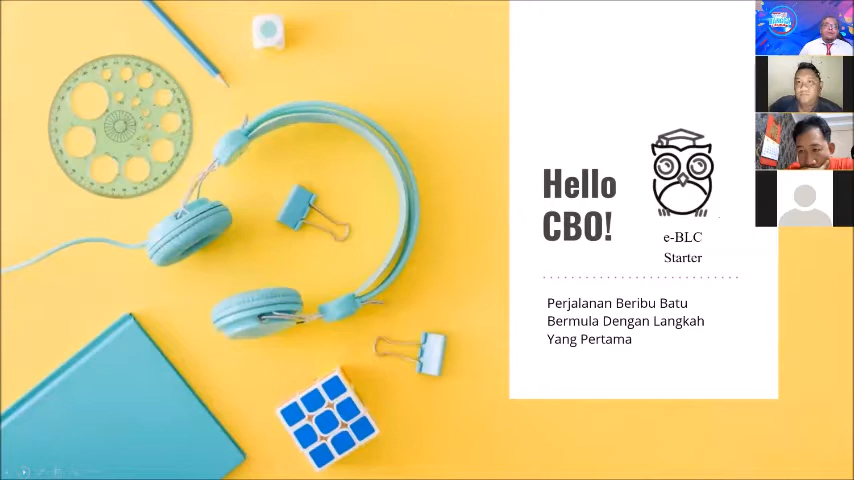 Hello
CBO!
e-BLC
Starter
Perjalanan Beribu Batu
Bermula Dengan Langkah
Yang Pertama